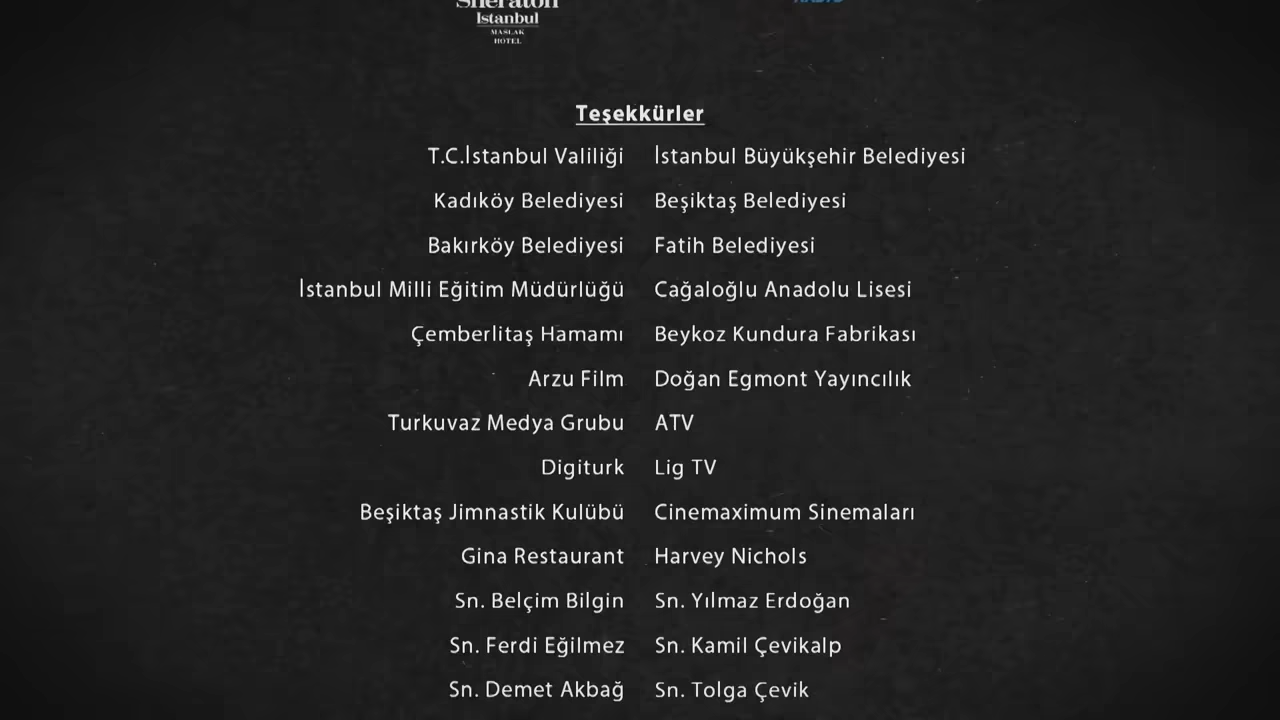 Sheraton
Istanbul
MASLAK
HOTEL
Teşekkürler
T.C.İstanbul Valiliği İstanbul Büyükşehir Belediyesi
Kadıköy Belediyesi Beşiktaş Belediyesi
Bakırköy Belediyesi Fatih Belediyesi
İstanbul Milli Eğitim Müdürlüğü Cağaloğlu Anadolu Lisesi
Çemberlitaş Hamamı Beykoz Kundura Fabrikası
Arzu Film Doğan Egmont Yayıncılık
Turkuvaz Medya Grubu ATV
Digiturk Lig TV
Beşiktaş Jimnastik Kulübü Cinemaximum Sinemaları
Gina Restaurant Harvey Nichols
Sn. Belçim Bilgin Sn. Yılmaz Erdoğan
Sn. Ferdi Eğilmez Sn. Kamil Çevikalp
Sn. Demet Akbağ Sn. Tolga Çevik